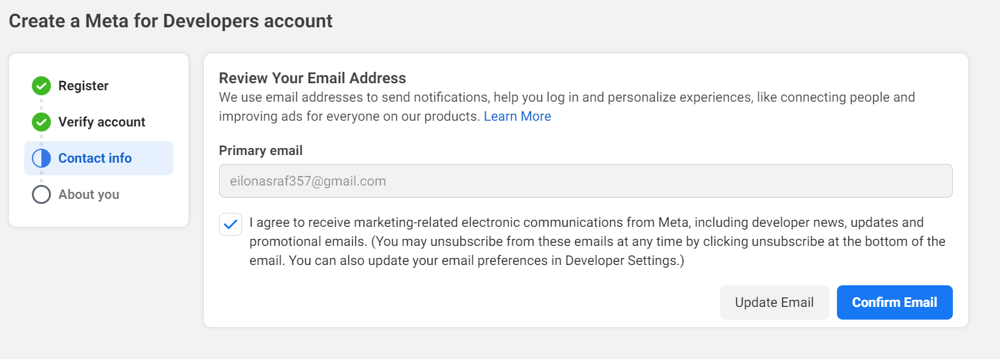 Create a Meta for Developers account
Register
Verify account
Contact info
About you
Review Your Email Address
We use email addresses to send notifications, help you log in and personalize experiences, like connecting people and
improving ads for everyone on our products. Learn More
Primary email
eilonasraf357@gmail.com
I agree to receive marketing-related electronic communications from Meta, including developer news, updates and
promotional emails. (You may unsubscribe from these emails at any time by clicking unsubscribe at the bottom of the
email. You can also update your email preferences in Developer Settings.)
Update Email
Confirm Email